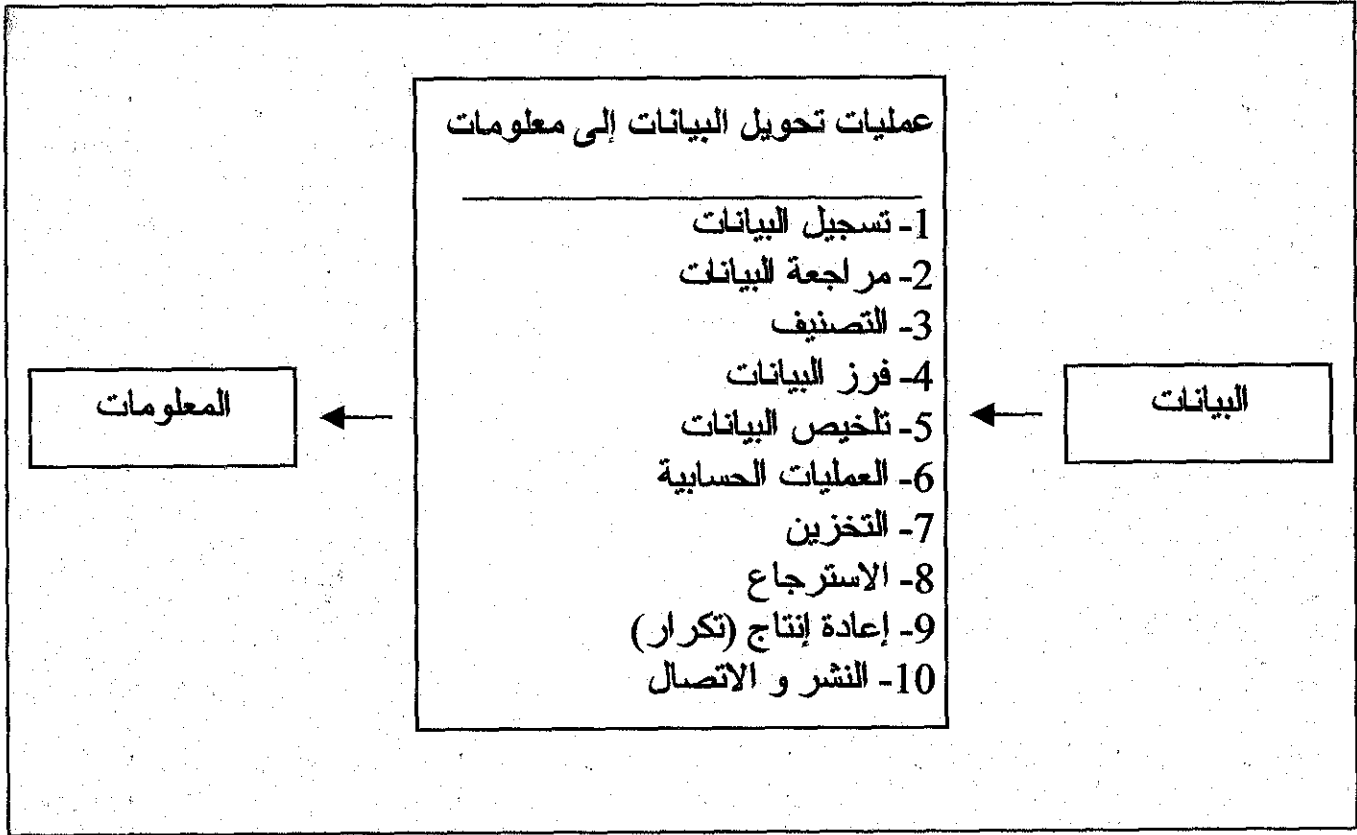 عمليات تحويل البيانات إلى معلومات
1- تسجيل البيانات
2- مراجعة البيانات
3- التصنيف
4- فرز البيانات
5- تلخيص البيانات
6- العمليات الحسابية
7- التخزين
8- الاسترجاع
9- إعادة إنتاج (تكرار)
10- النشر و الاتصال
البيانات
المعلومات